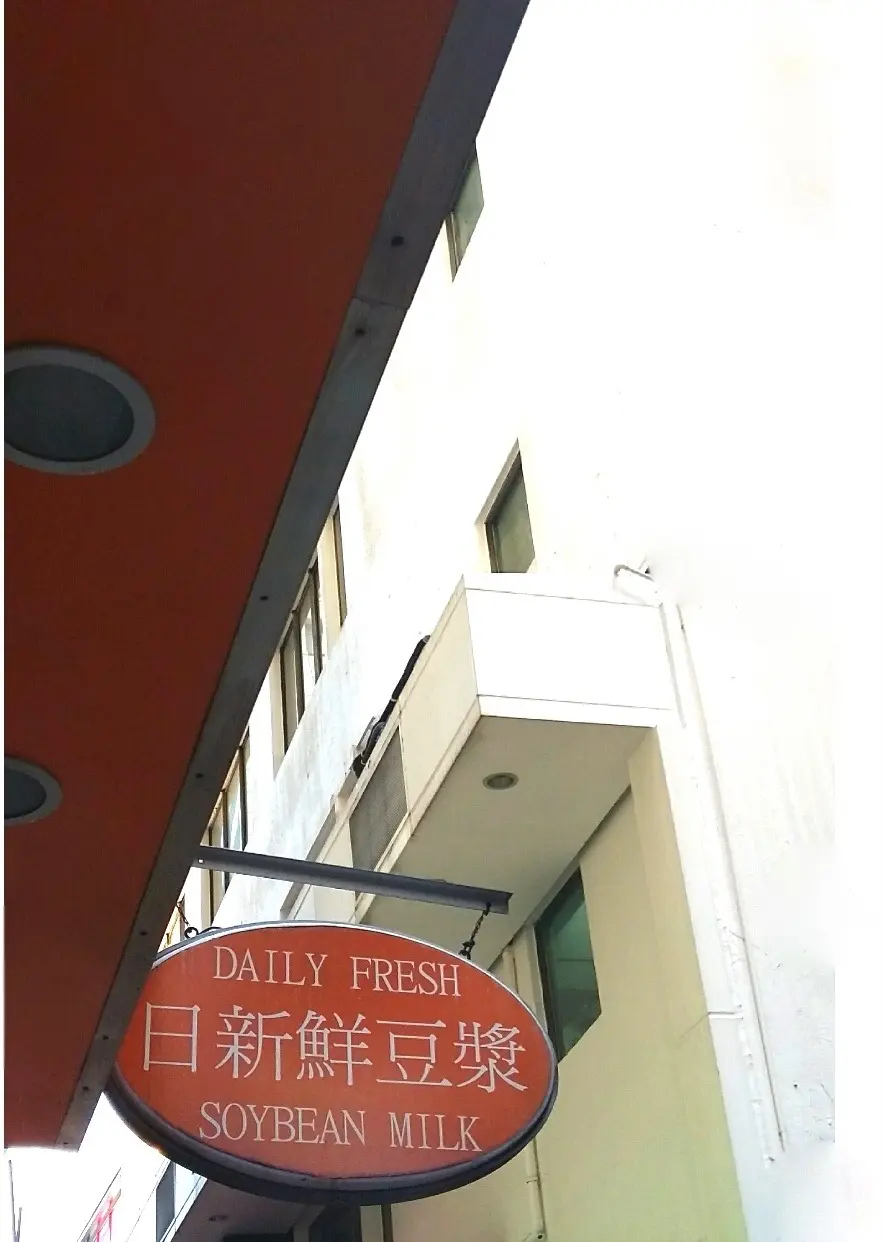 DAILY FRESH
日新鮮豆漿
SOYBEAN MILK